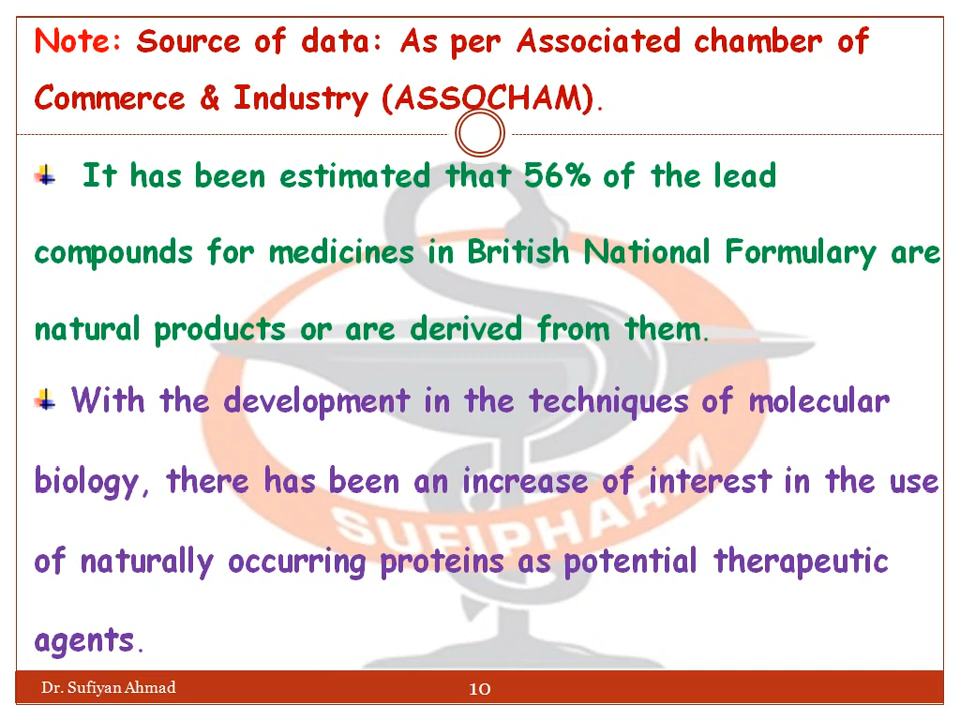 Note: Source of data: As per Associated chamber of
Commerce & Industry (ASSOCHAM).
It has been estimated that 56% of the lead
compounds for medicines in British National Formulary are
natural products or are derived from them.
With the development in the techniques of molecular
biology, there has been an increase of interest in the use
of naturally occurring proteins as potential therapeutic
agents.
SUFIPHARM
Dr. Sufiyan Ahmad
10